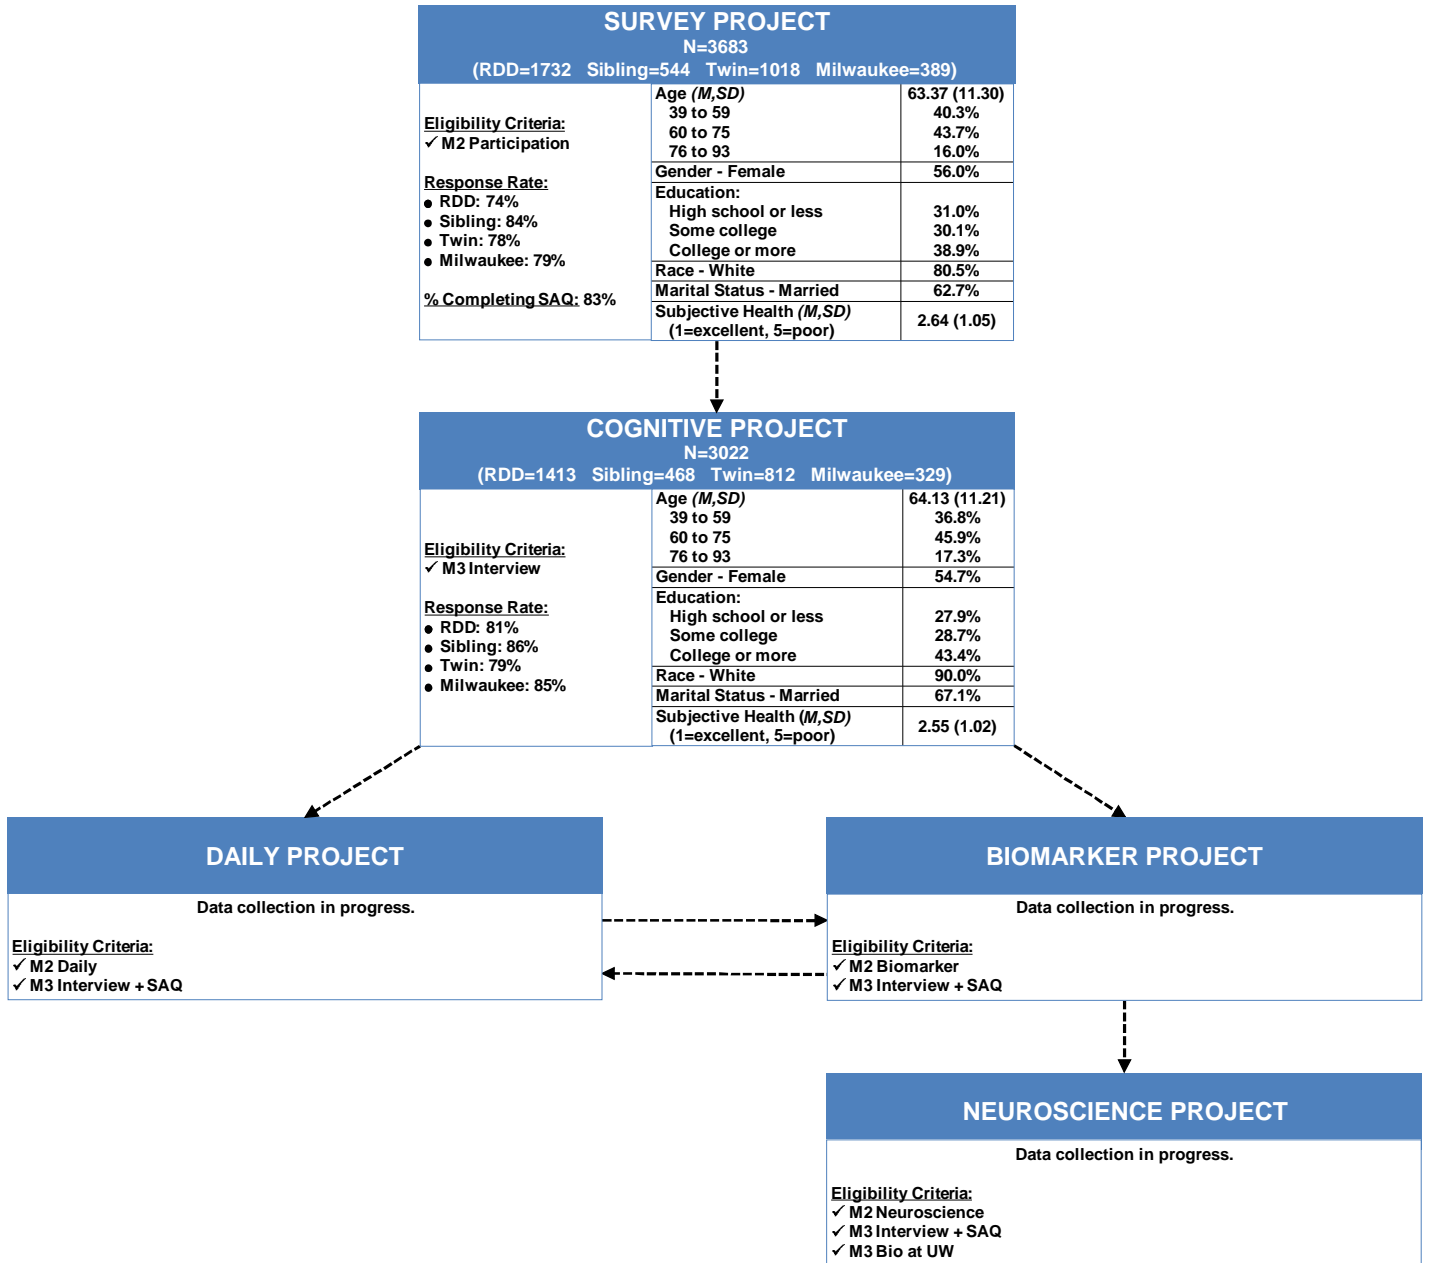 SURVEY PROJECT
N=3683
(RDD=1732 Sibling=544 Twin=1018 Milwaukee=389)
Eligibility Criteria:
✓ M2 Participation
Response Rate:
● RDD: 74%
● Sibling: 84%
● Twin: 78%
● Milwaukee: 79%
% Completing SAQ: 83%
Age (M,SD) 63.37 (11.30)
39 to 59 40.3%
60 to 75 43.7%
76 to 93 16.0%
Gender - Female 56.0%
Education:
High school or less 31.0%
Some college 30.1%
College or more 38.9%
Race - White 80.5%
Marital Status - Married 62.7%
Subjective Health (M,SD) 2.64 (1.05)
(1=excellent, 5=poor)
COGNITIVE PROJECT
N=3022
(RDD=1413 Sibling=468 Twin=812 Milwaukee=329)
Eligibility Criteria:
✓ M3 Interview
Response Rate:
● RDD: 81%
● Sibling: 86%
● Twin: 79%
● Milwaukee: 85%
Age (M,SD) 64.13 (11.21)
39 to 59 36.8%
60 to 75 45.9%
76 to 93 17.3%
Gender - Female 54.7%
Education:
High school or less 27.9%
Some college 28.7%
College or more 43.4%
Race - White 90.0%
Marital Status - Married 67.1%
Subjective Health (M,SD) 2.55 (1.02)
(1=excellent, 5=poor)
DAILY PROJECT
Data collection in progress.
Eligibility Criteria:
✓ M2 Daily
✓ M3 Interview + SAQ
BIOMARKER PROJECT
Data collection in progress.
Eligibility Criteria:
✓ M2 Biomarker
✓ M3 Interview + SAQ
NEUROSCIENCE PROJECT
Data collection in progress.
Eligibility Criteria:
✓ M2 Neuroscience
✓ M3 Interview + SAQ
✓ M3 Bio at UW